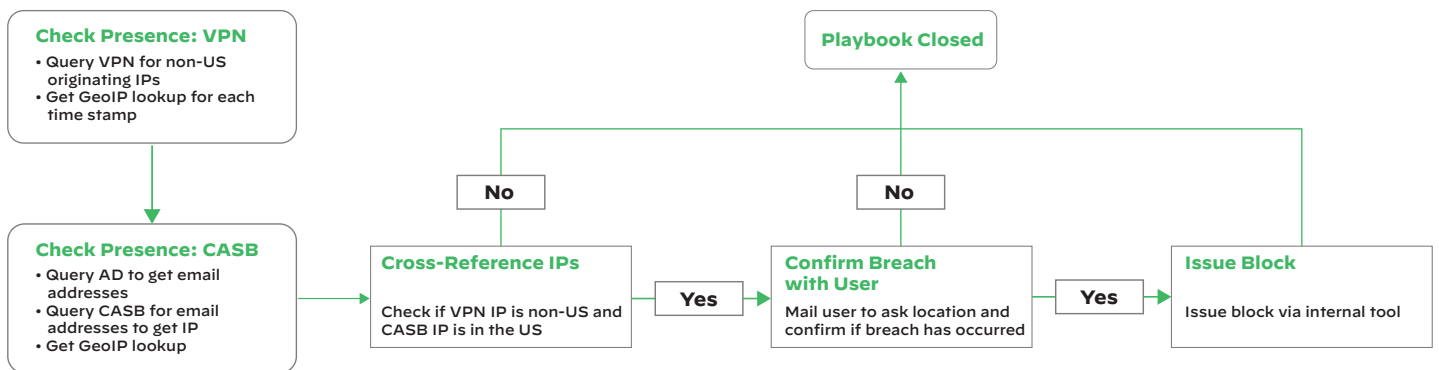 Check Presence: VPN
• Query VPN for non-US
originating IPs
• Get GeoIP lookup for each
time stamp
Playbook Closed
No
No
Check Presence: CASB
• Query AD to get email
addresses
• Query CASB for email
addresses to get IP
• Get GeoIP lookup
Cross-Reference IPs
Check if VPN IP is non-US and
CASB IP is in the US
Yes
Confirm Breach
with User
Mail user to ask location and
confirm if breach has occurred
Yes
Issue Block
Issue block via internal tool